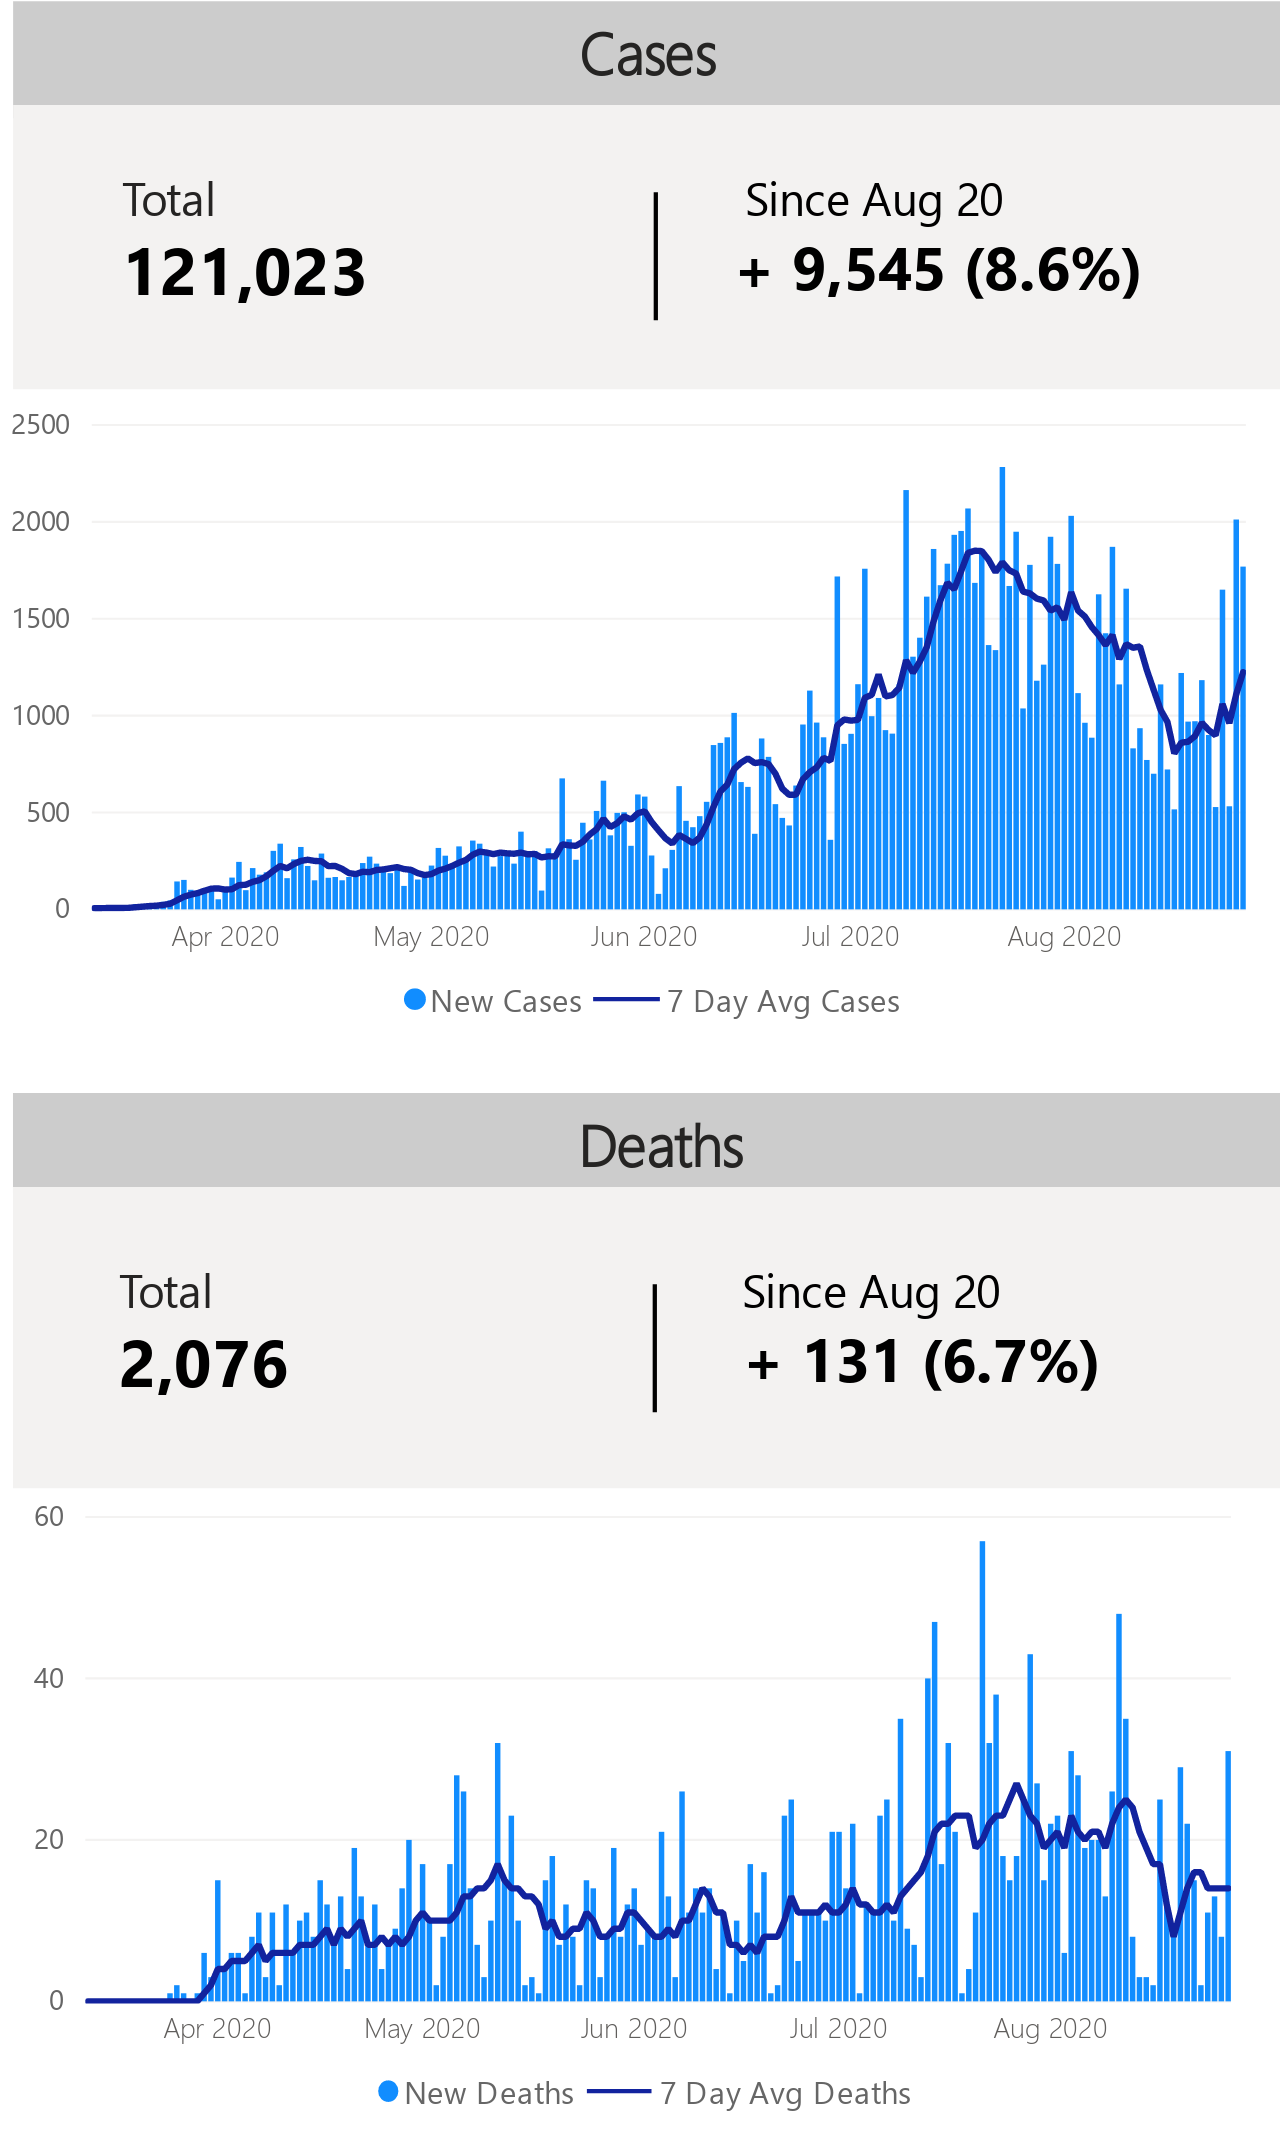 Cases
Total
Since Aug 20
121,023
+ 9,545 (8.6%)
2500
2000
1500
1000
500
0
Apr 2020 May 2020 Jun 2020 Jul 2020 Aug 2020
New Cases 7 Day Avg Cases
Deaths
Total
Since Aug 20
2,076
+ 131 (6.7%)
60
40
20
0
Apr 2020 May 2020 Jun 2020 Jul 2020 Aug 2020
New Deaths 7 Day Avg Deaths